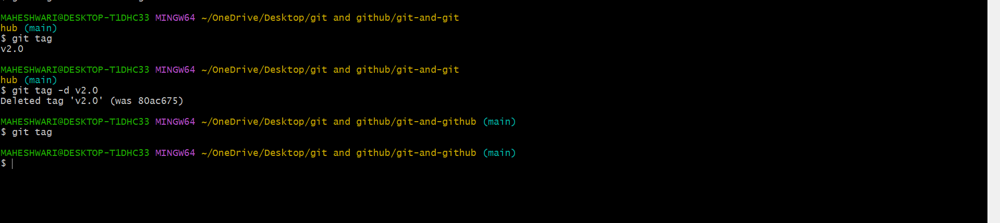 MAHESHWARI@DESKTOP-T1DHC33 MINGW64 ~/OneDrive/Desktop/git and github/git-and-git
hub (main)
$ git tag
v2.0
MAHESHWARI@DESKTOP-T1DHC33 MINGW64 ~/OneDrive/Desktop/git and github/git-and-git
hub (main)
$ git tag -d v2.0
Deleted tag 'v2.0' (was 80ac675)
MAHESHWARI@DESKTOP-T1DHC33 MINGW64 ~/OneDrive/Desktop/git and github/git-and-github (main)
$ git tag
MAHESHWARI@DESKTOP-T1DHC33 MINGW64 ~/OneDrive/Desktop/git and github/git-and-github (main)
$